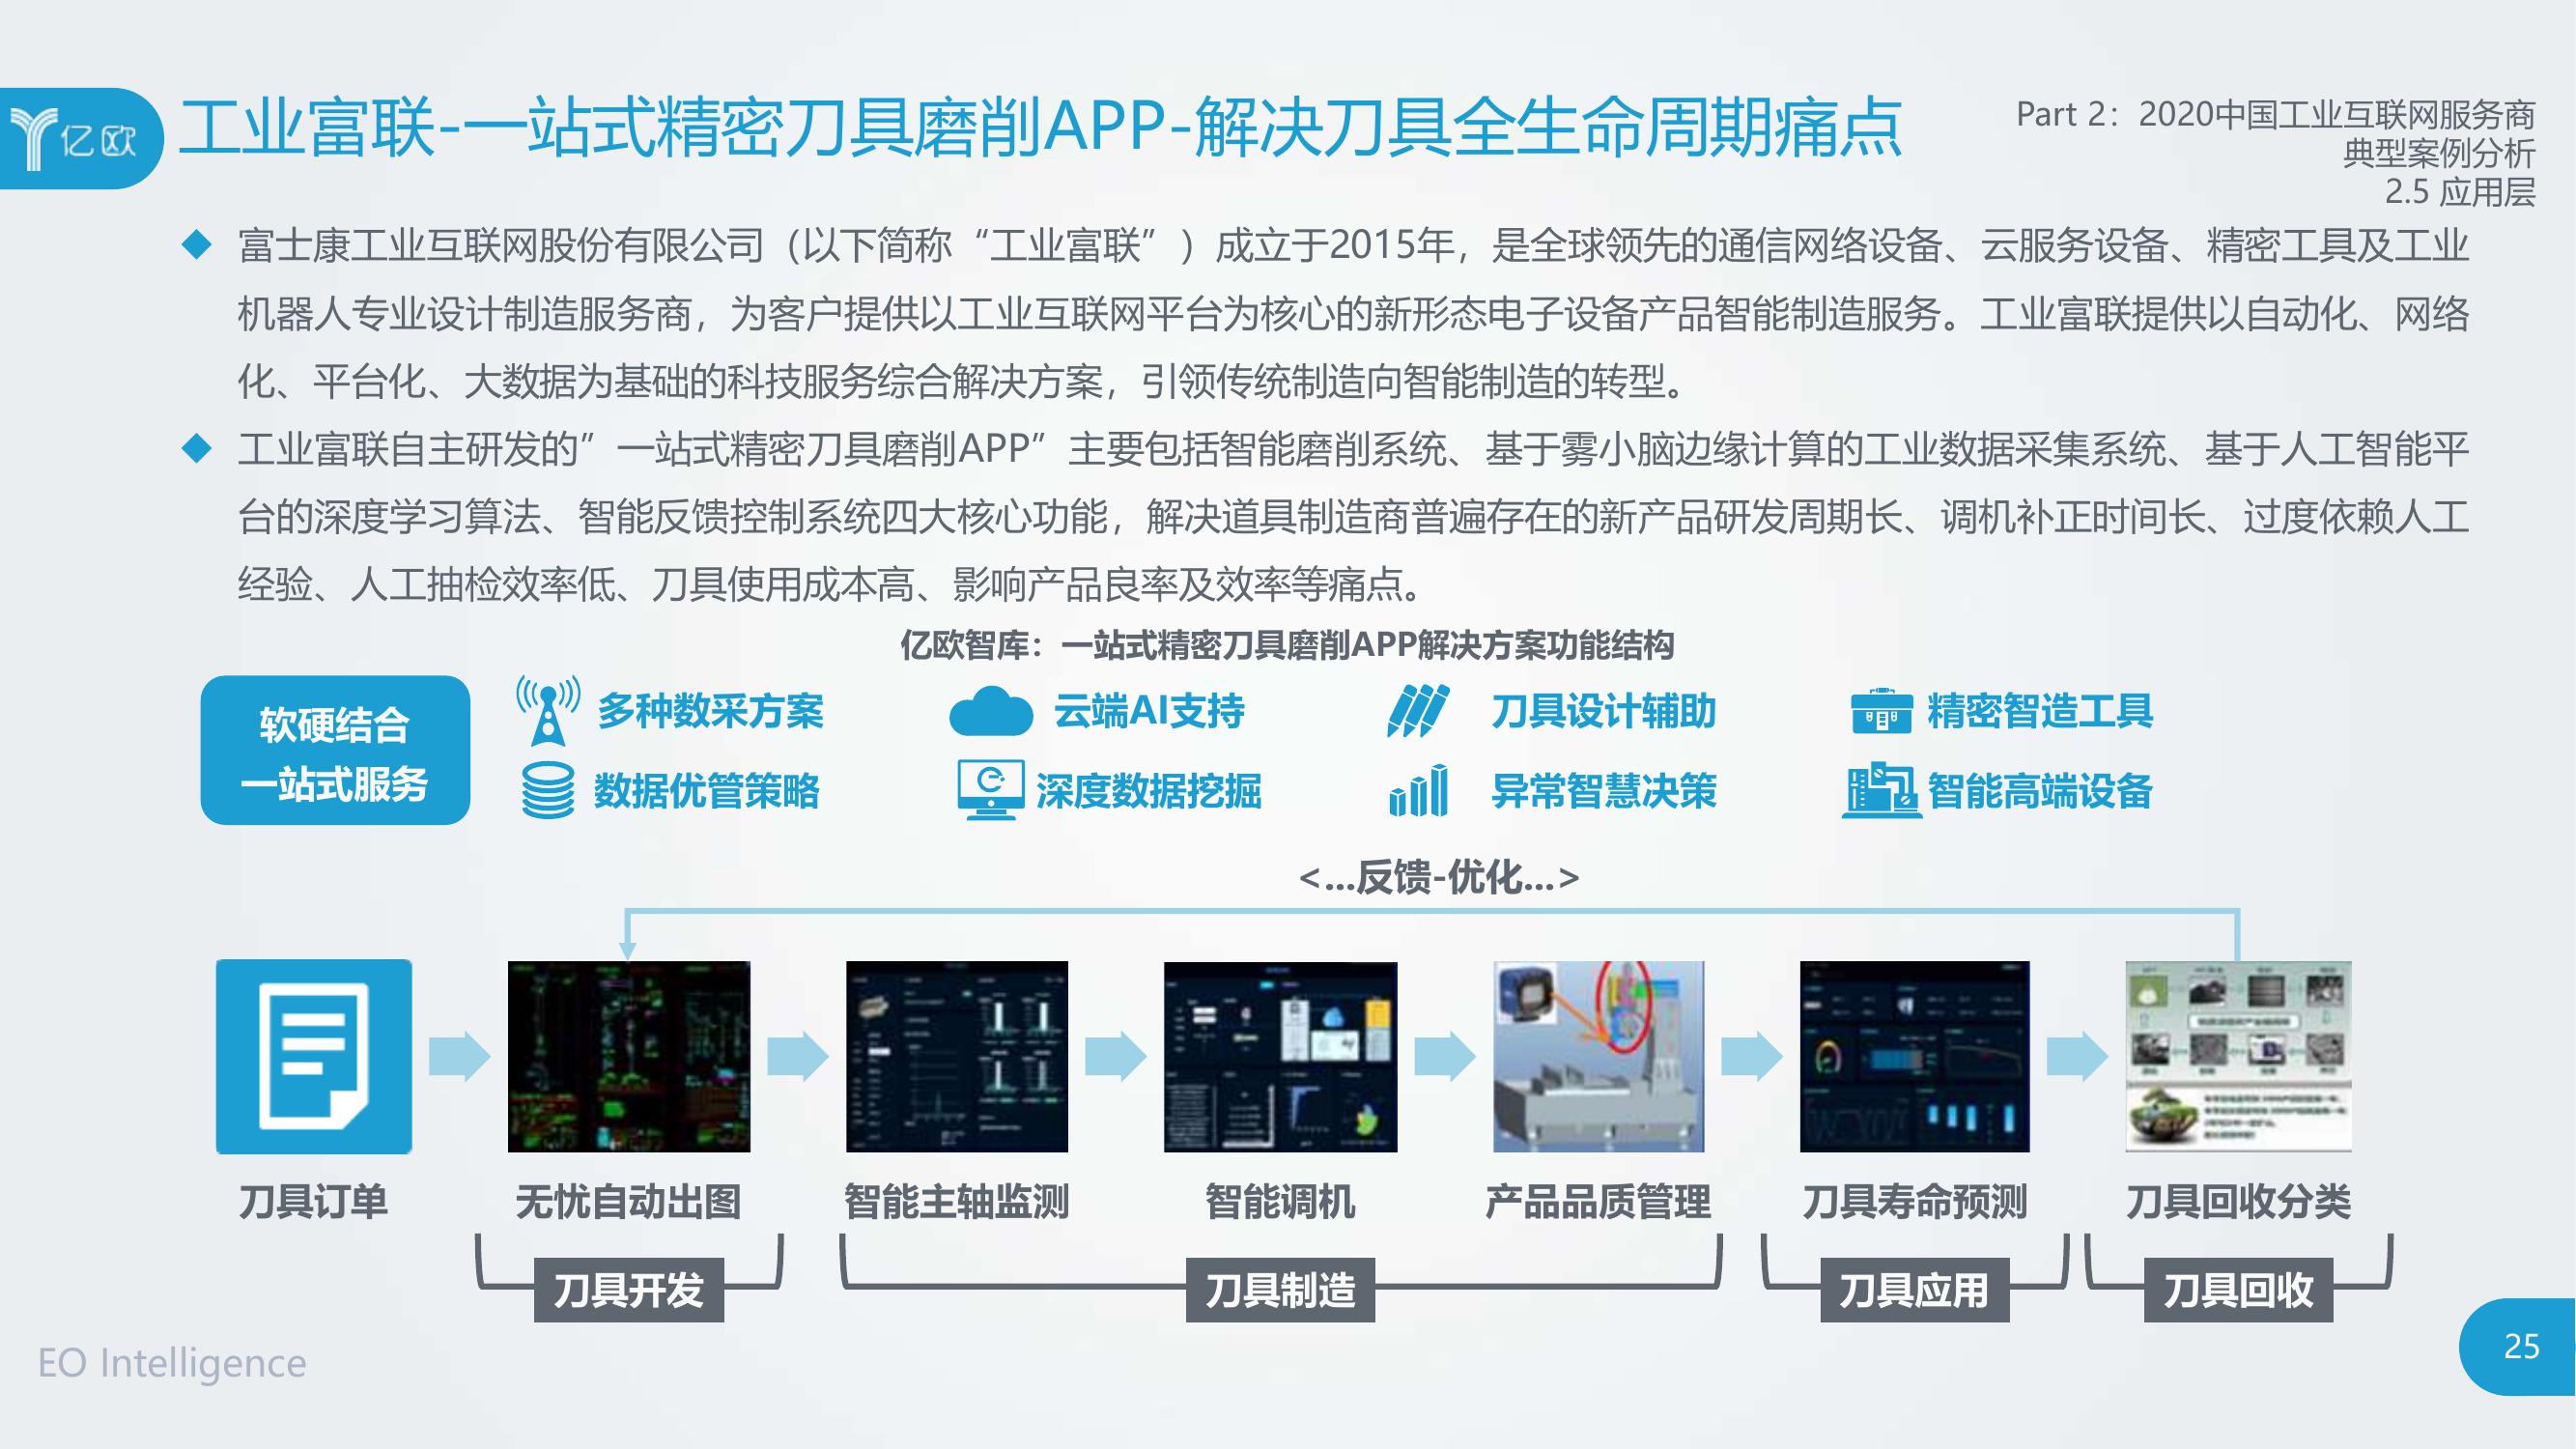 亿欧
工业富联-一站式精密刀具磨削APP-解决刀具全生命周期痛点
Part 2：2020中国工业互联网服务商
典型案例分析
2.5 应用层
富士康工业互联网股份有限公司（以下简称“工业富联”）成立于2015年，是全球领先的通信网络设备、云服务设备、精密工具及工业
机器人专业设计制造服务商，为客户提供以工业互联网平台为核心的新形态电子设备产品智能制造服务。工业富联提供以自动化、网络
化、平台化、大数据为基础的科技服务综合解决方案，引领传统制造向智能制造的转型。
工业富联自主研发的”一站式精密刀具磨削APP”主要包括智能磨削系统、基于雾小脑边缘计算的工业数据采集系统、基于人工智能平
台的深度学习算法、智能反馈控制系统四大核心功能，解决道具制造商普遍存在的新产品研发周期长、调机补正时间长、过度依赖人工
经验、人工抽检效率低、刀具使用成本高、影响产品良率及效率等痛点。
亿欧智库：一站式精密刀具磨削APP解决方案功能结构
软硬结合
一站式服务
多种数采方案
云端AI支持
刀具设计辅助
精密智造工具
数据优管策略
深度数据挖掘
异常智慧决策
智能高端设备
<...反馈-优化...>
刀具订单
无忧自动出图
智能主轴监测
智能调机
产品品质管理
刀具寿命预测
刀具回收分类
刀具开发
刀具制造
刀具应用
刀具回收
EO Intelligence
25